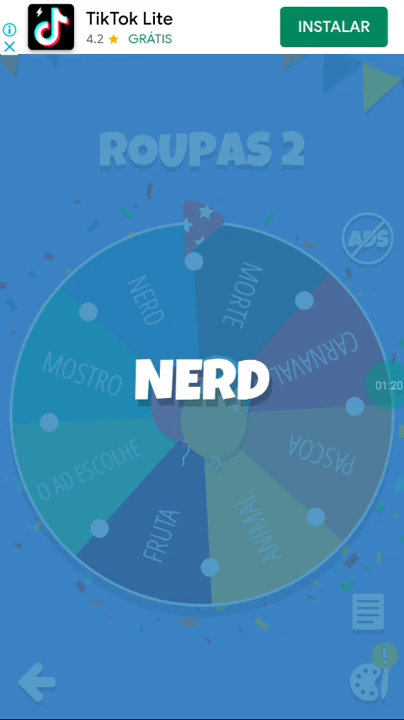 TikTok Lite
4.2 ★ GRÁTIS
INSTALAR
ROUPAS 2
ADS
NERD
MORTE
CARNAVAL
MOSTRO
NERD
01:20
PASCOA
O AD ESCOLHE
FRUTA
ANIMAL